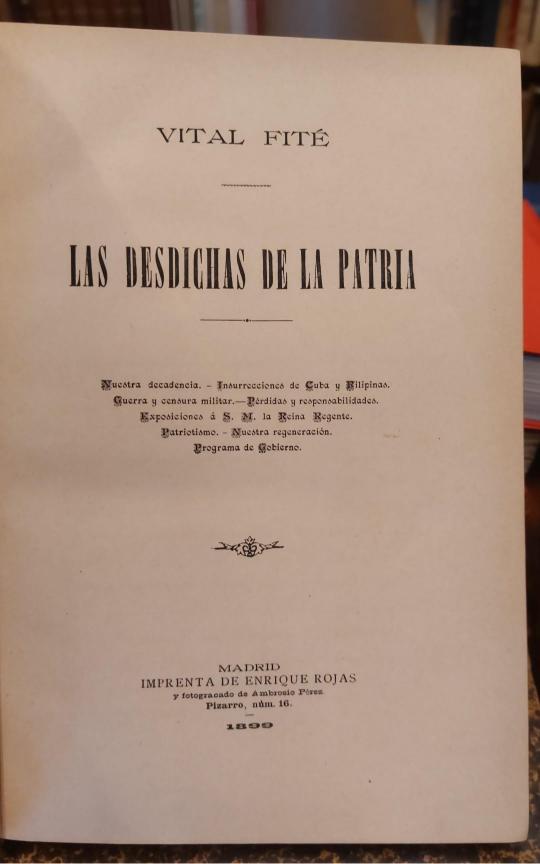 VITAL FITÉ
LAS DESDICHAS DE LA PATRIA
Nuestra decadencia. - Insurrecciones de Cuba y Filipinas.
Guerra y censura militar.—Pérdidas y responsabilidades.
Exposiciones á S. M. la Reina Regente.
Patriotismo. - Nuestra regeneración.
Programa de Gobierno.
MADRID
IMPRENTA DE ENRIQUE ROJAS
y fotograbado de Ambrosio Pérez
Pizarro, núm. 16.
1899